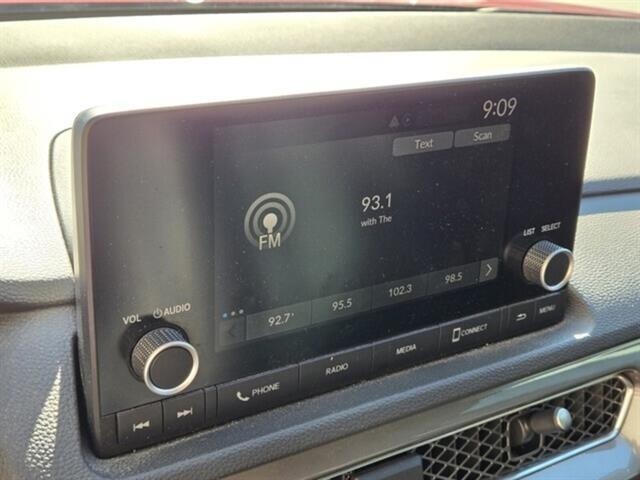 9:09
Text Scan
93.1
with The
FM
LIST SELECT
VOL AUDIO
92.7 95.5 102.3 98.5
PHONE RADIO MEDIA CONNECT MENU